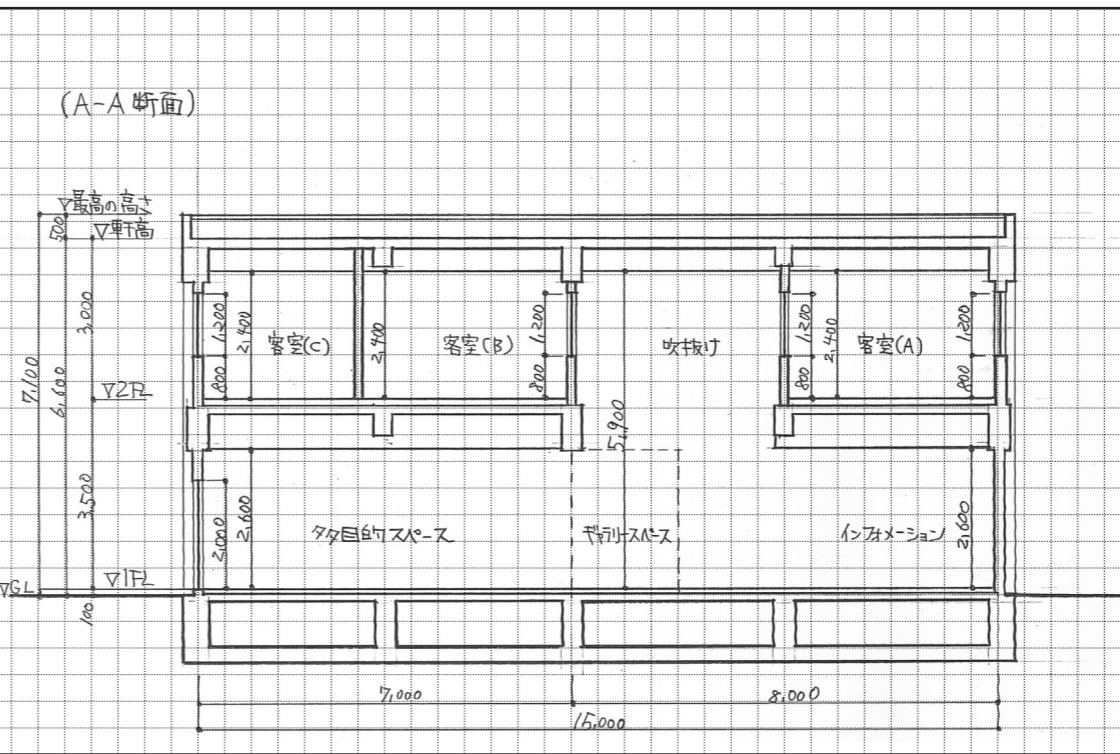 (A-A 断面)
▽最高の高さ
500
▽軒高
3,000
7,100
6,600
▽2FL
3,500
▽1FL
▽GL
100
1,200
2,400
客室(C)
800
2,400
客室(B)
1,200
800
吹抜け
5,900
1,200
2,400
客室(A)
1,200
800
800
2,000
2,600
多目的スペース
ギャラリースペース
インフォメーション
2,600
7,000
8,000
15,000